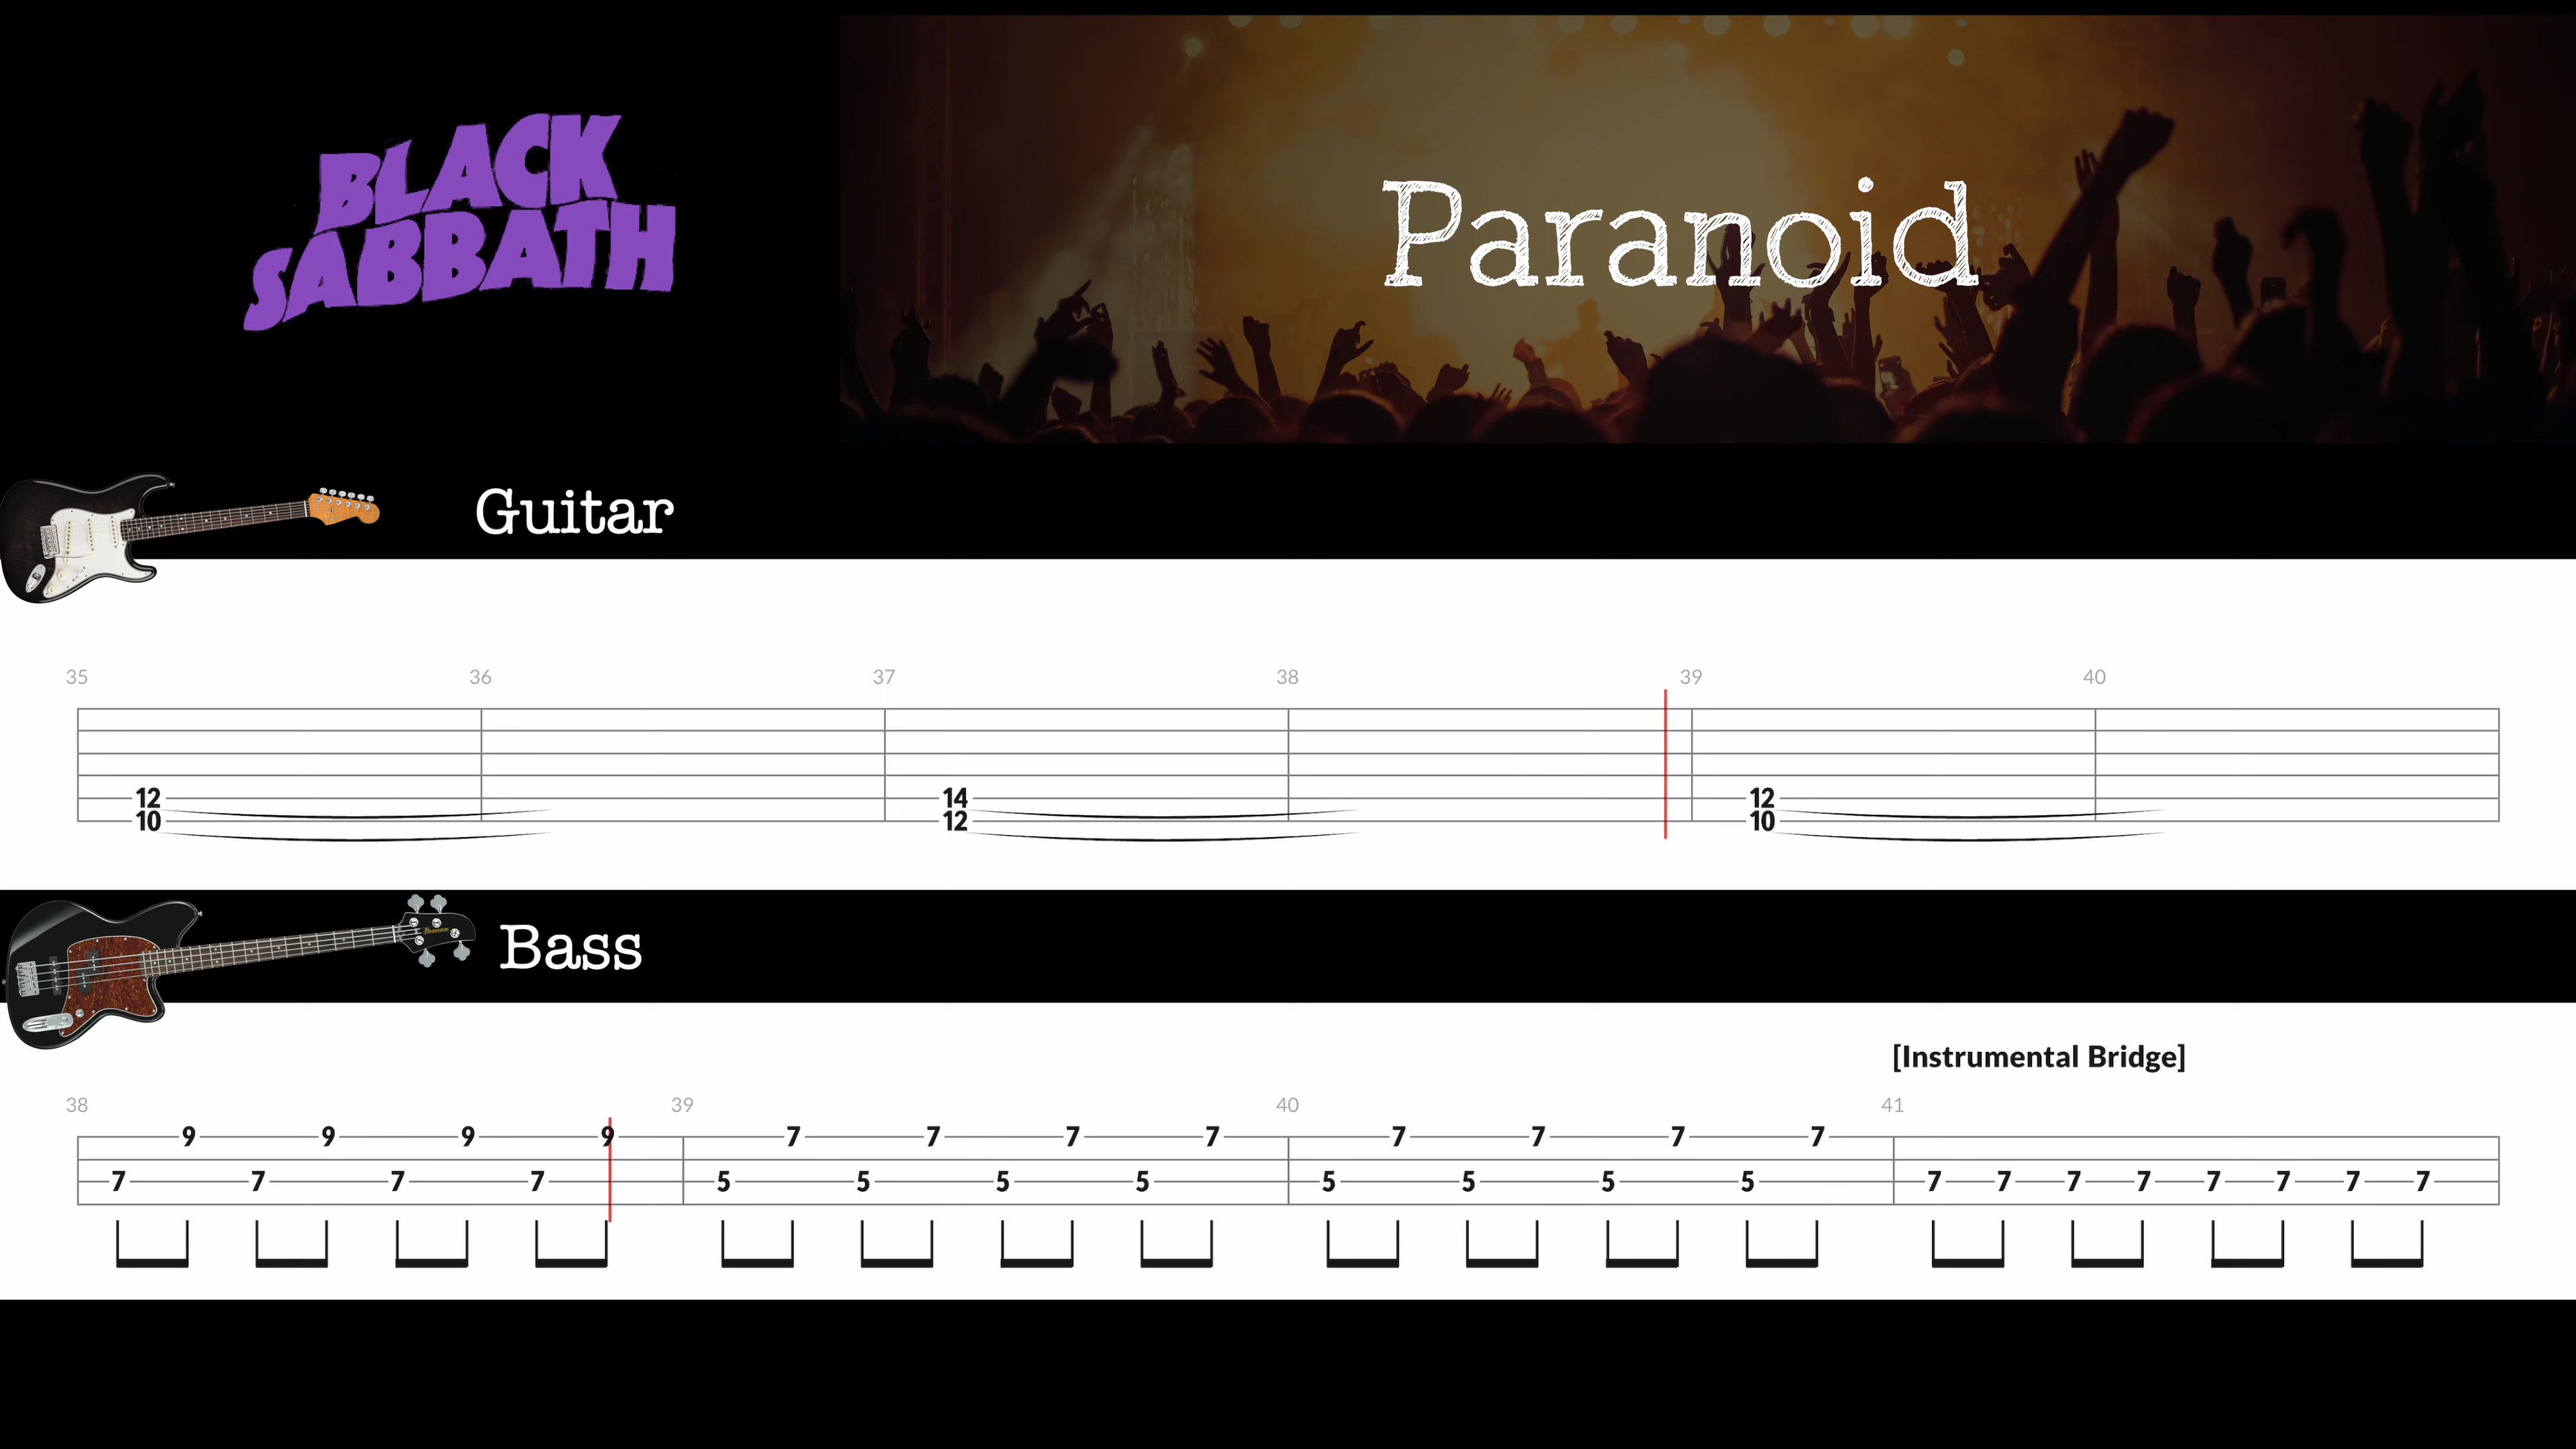 BLACK
SABBATH
Paranoid
Guitar
35 36 37 38 39 40
12 14 12
10 12 10
Bass
[Instrumental Bridge]
38 39 40 41
9 9 9 9 7 7 7 7 7 7 7 7
7 7 7 7 5 5 5 5 5 5 5 5 7 7 7 7 7 7 7 7